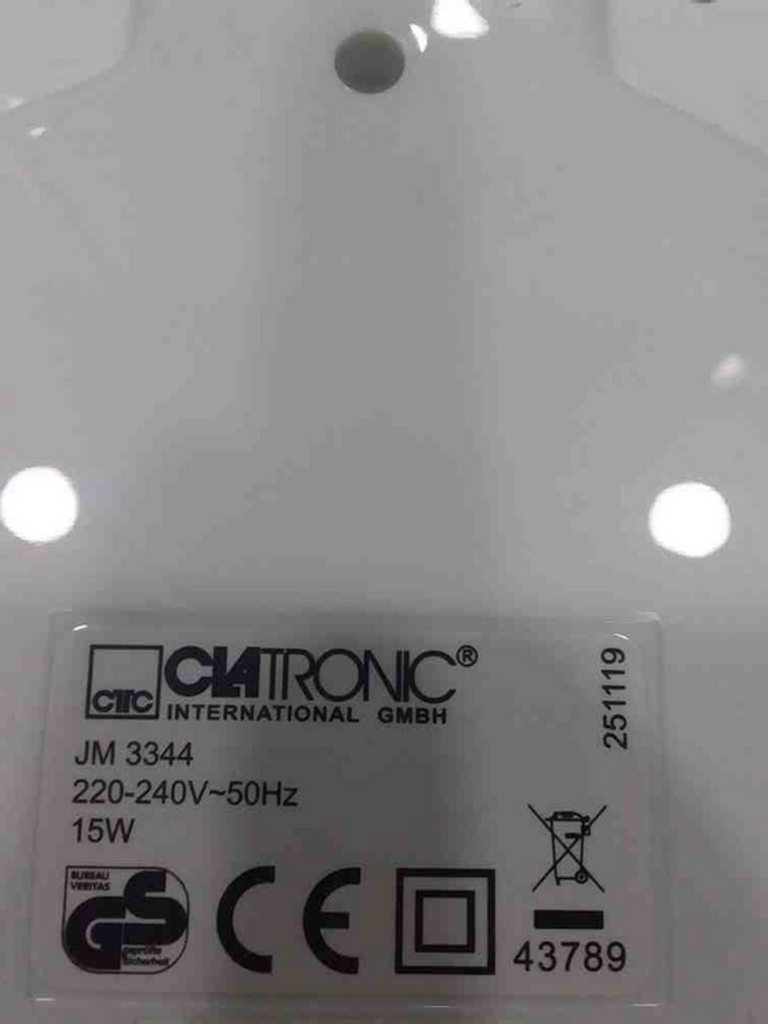 CTC CLATRONIC®
INTERNATIONAL GMBH
251119
JM 3344
220-240V~50Hz
15W
BUREAU
VERITAS
GS
geprüfte
Sicherheit
CE
43789